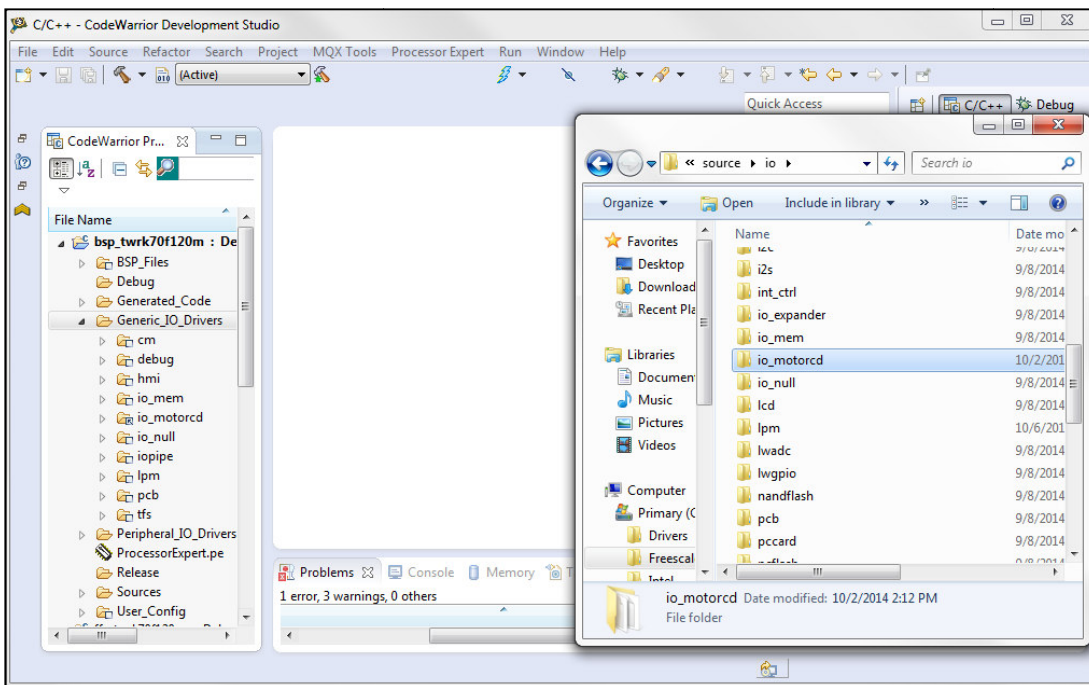 C/C++ - CodeWarrior Development Studio
File Edit Source Refactor Search Project MQX Tools Processor Expert Run Window Help
(Active)
Quick Access
C/C++ Debug
CodeWarrior Pr...
File Name
bsp_twrk70f120m : De
BSP_Files
Debug
Generated_Code
Generic_IO_Drivers
cm
debug
hmi
io_mem
io_motorcd
io_null
iopipe
lpm
pcb
tfs
Peripheral_IO_Drivers
ProcessorExpert.pe
Release
Sources
User_Config
Problems Console Memory T
1 error, 3 warnings, 0 others
« source ▸ io ▸
Search io
Organize Open Include in library »
Favorites
Desktop
Download
Recent Pla
Libraries
Documen
Music
Pictures
Videos
Computer
Primary (C
Drivers
Freescal
Intel
Name Date mo
i2c 9/8/2014
i2s 9/8/2014
int_ctrl 9/8/2014
io_expander 9/8/2014
io_mem 9/8/2014
io_motorcd 10/2/201
io_null 9/8/2014
lcd 9/8/2014
lpm 10/6/201
lwadc 9/8/2014
lwgpio 9/8/2014
nandflash 9/8/2014
pcb 9/8/2014
pccard 9/8/2014
io_motorcd Date modified: 10/2/2014 2:12 PM
File folder